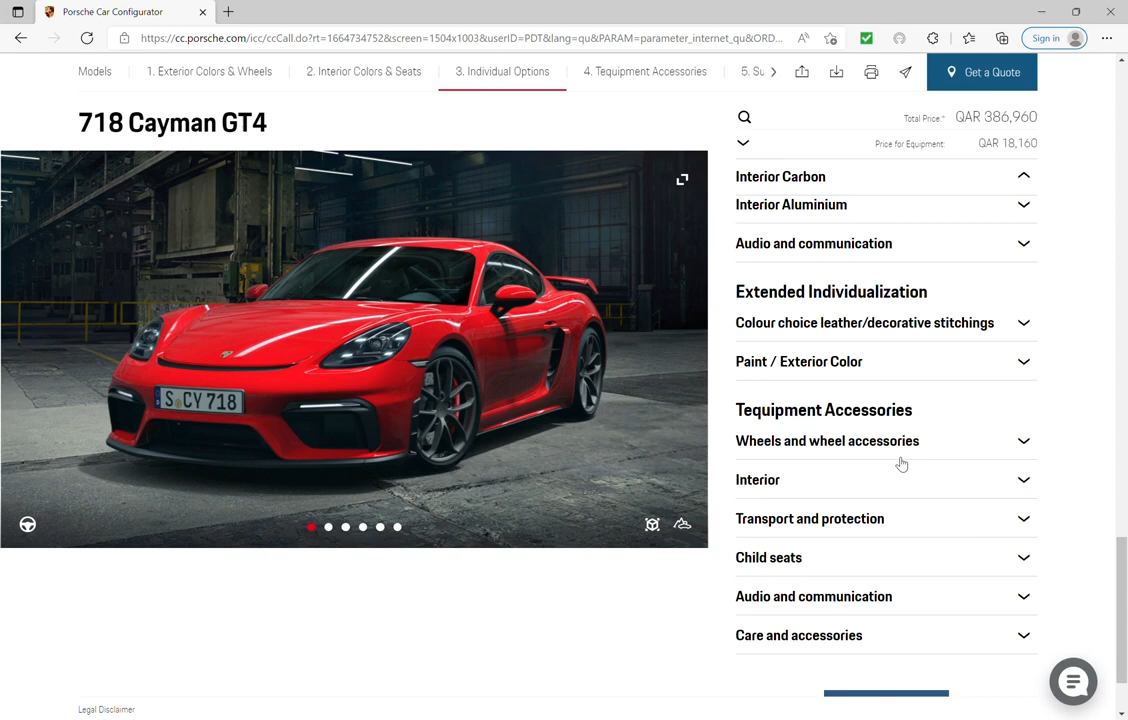 Porsche Car Configurator
https://cc.porsche.com/icc/ccCall.do?rt=1664734752&screen=1504x1003&userID=PDT&lang=qu&PARAM=parameter_internet_qu&ORD...
Sign in
Models
1. Exterior Colors & Wheels
2. Interior Colors & Seats
3. Individual Options
4. Tequipment Accessories
5. Su
Get a Quote
718 Cayman GT4
Total Price:* QAR 386,960
Price for Equipment: QAR 18,160
Interior Carbon
Interior Aluminium
Audio and communication
Extended Individualization
Colour choice leather/decorative stitchings
Paint / Exterior Color
Tequipment Accessories
Wheels and wheel accessories
Interior
Transport and protection
Child seats
Audio and communication
Care and accessories
S CY 718
Legal Disclaimer